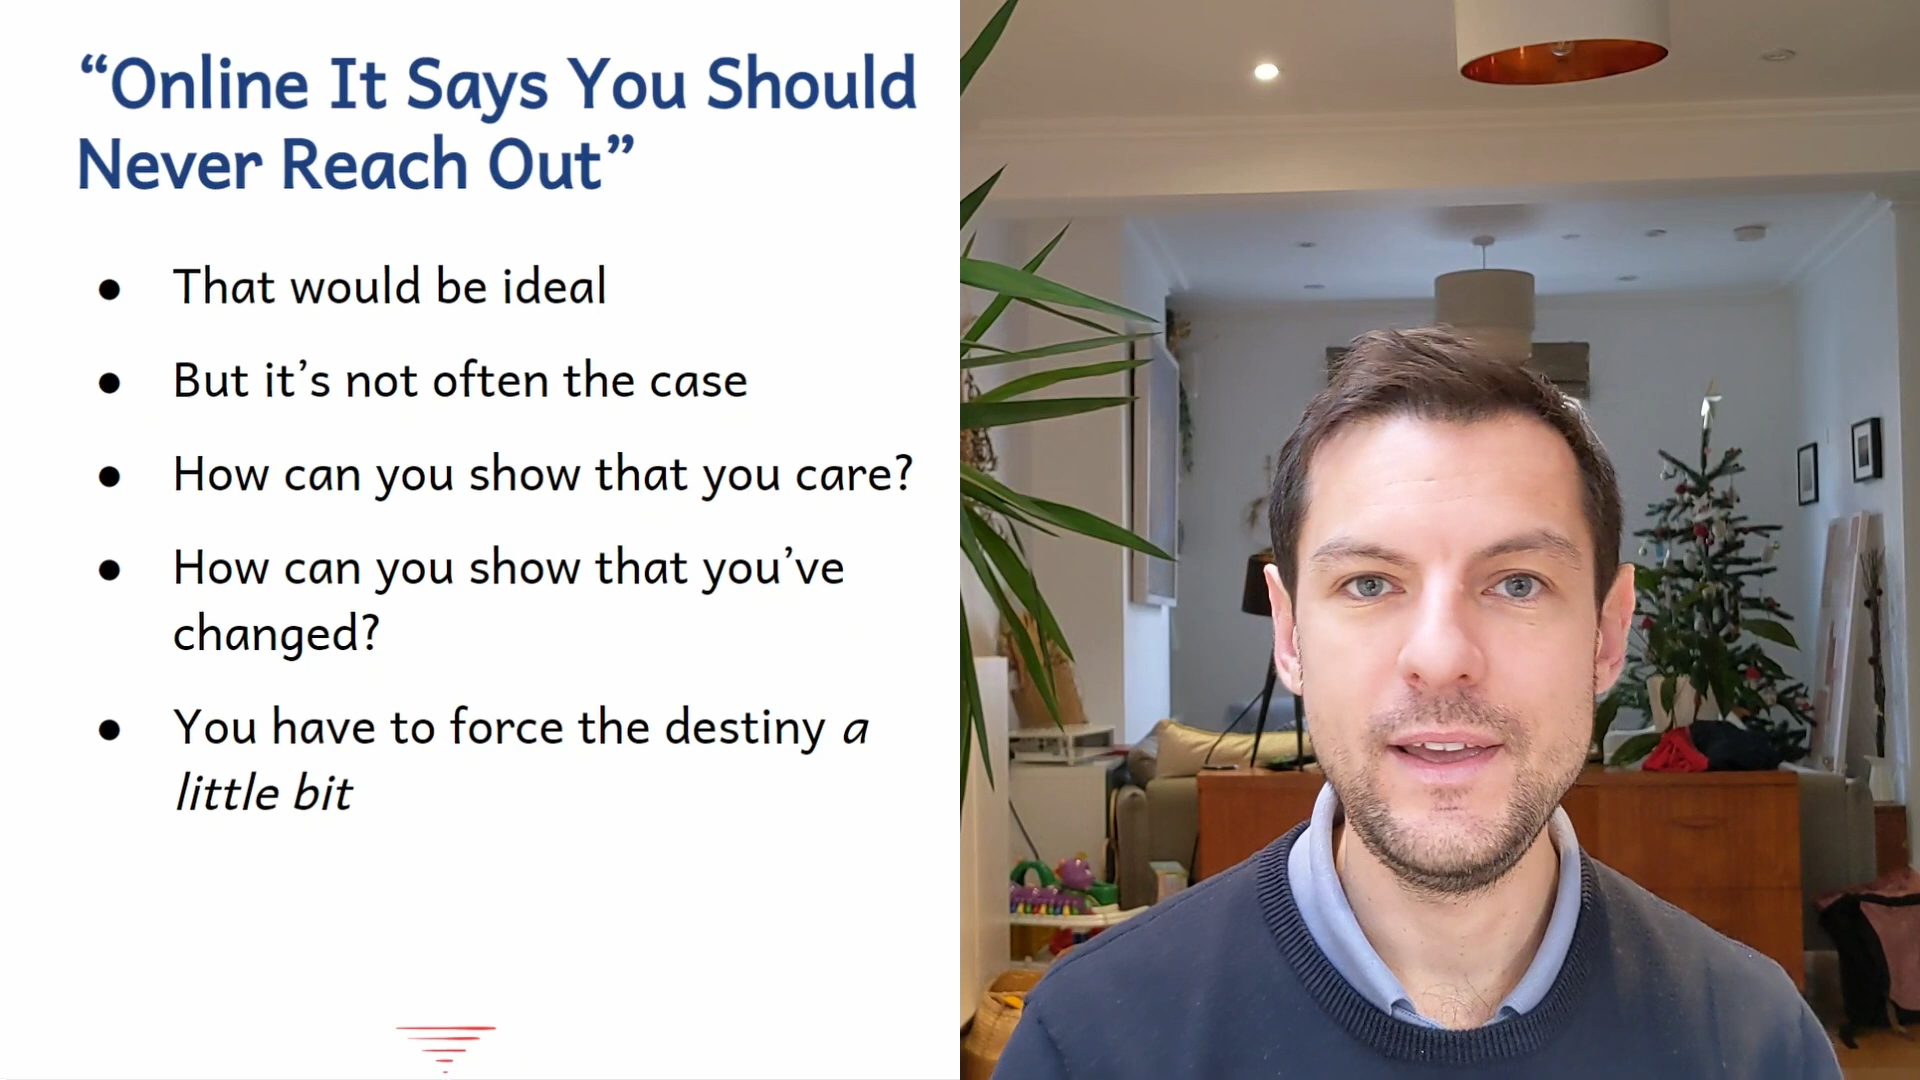 “Online It Says You Should
Never Reach Out”
● That would be ideal
● But it’s not often the case
● How can you show that you care?
● How can you show that you’ve
changed?
● You have to force the destiny a
little bit